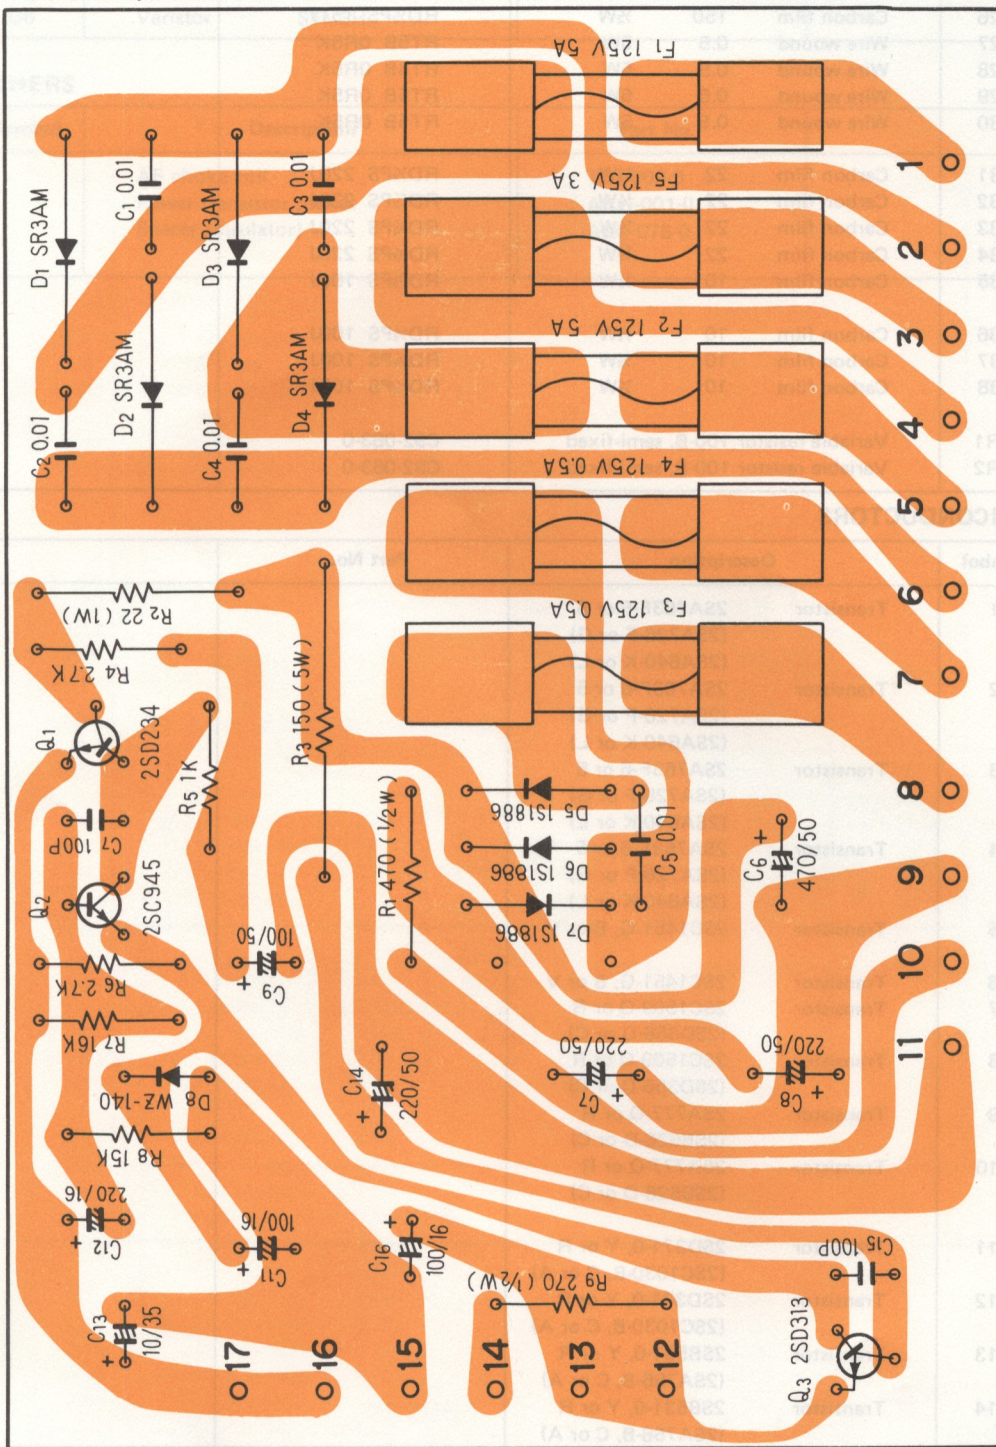 F1 125V 5A
F5 125V 3A
F2 125V 5A
F4 125V 0.5A
F3 125V 0.5A
D1 SR3AM
C1 0.01
D3 SR3AM
C3 0.01
C2 0.01
D2 SR3AM
C4 0.01
D4 SR3AM
1
2
3
4
5
6
7
8
9
10
11
R2 22 (1W)
R4 2.7K
Q1
2SD234
R5 1K
R3 150 (5W)
C7 100P
Q2
2SC945
R1 470 (1/2W)
D5 1S1886
D6 1S1886
D7 1S1886
C5 0.01
C6 +
470/50
R6 2.7K
R7 16K
+ 100/50
C9
D8 WZ-140
R8 15K
C14
+ 220/50
220/50
C7 +
220/50
C8 +
220/16
C12 +
100/16
C11 +
C16 +
100/16
C13
+ 10/35
R9 270 (1/2W)
C15 100P
Q3 2SD313
17
16
15
14
13
12